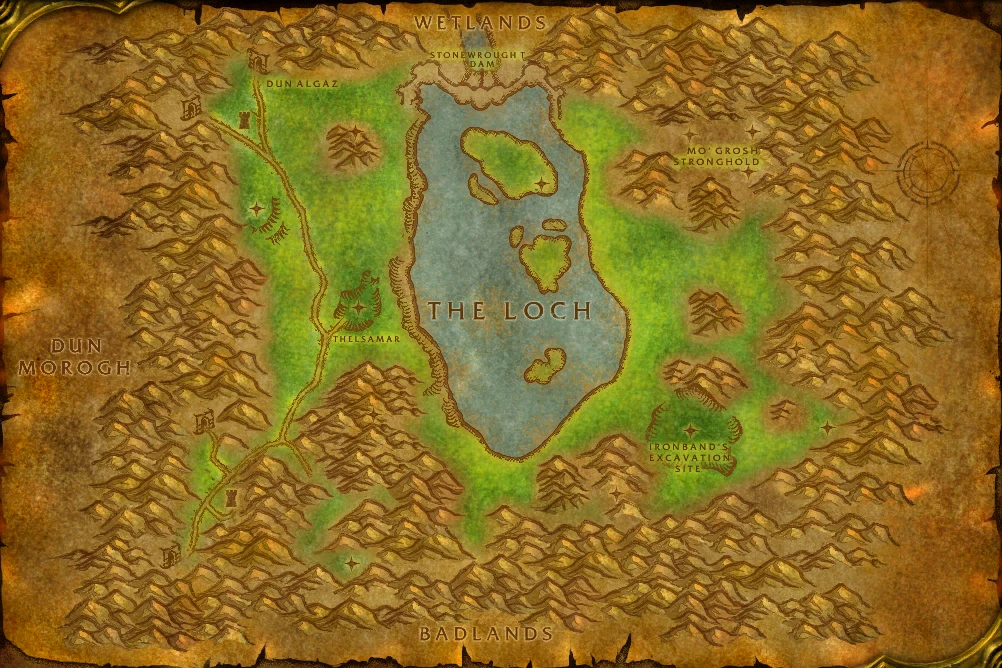 WETLANDS
STONEWROUGHT
DAM
DUN ALGAZ
MO'GROSH
STRONGHOLD
THE LOCH
THELSAMAR
DUN
MOROGH
IRONBAND'S
EXCAVATION
SITE
BADLANDS